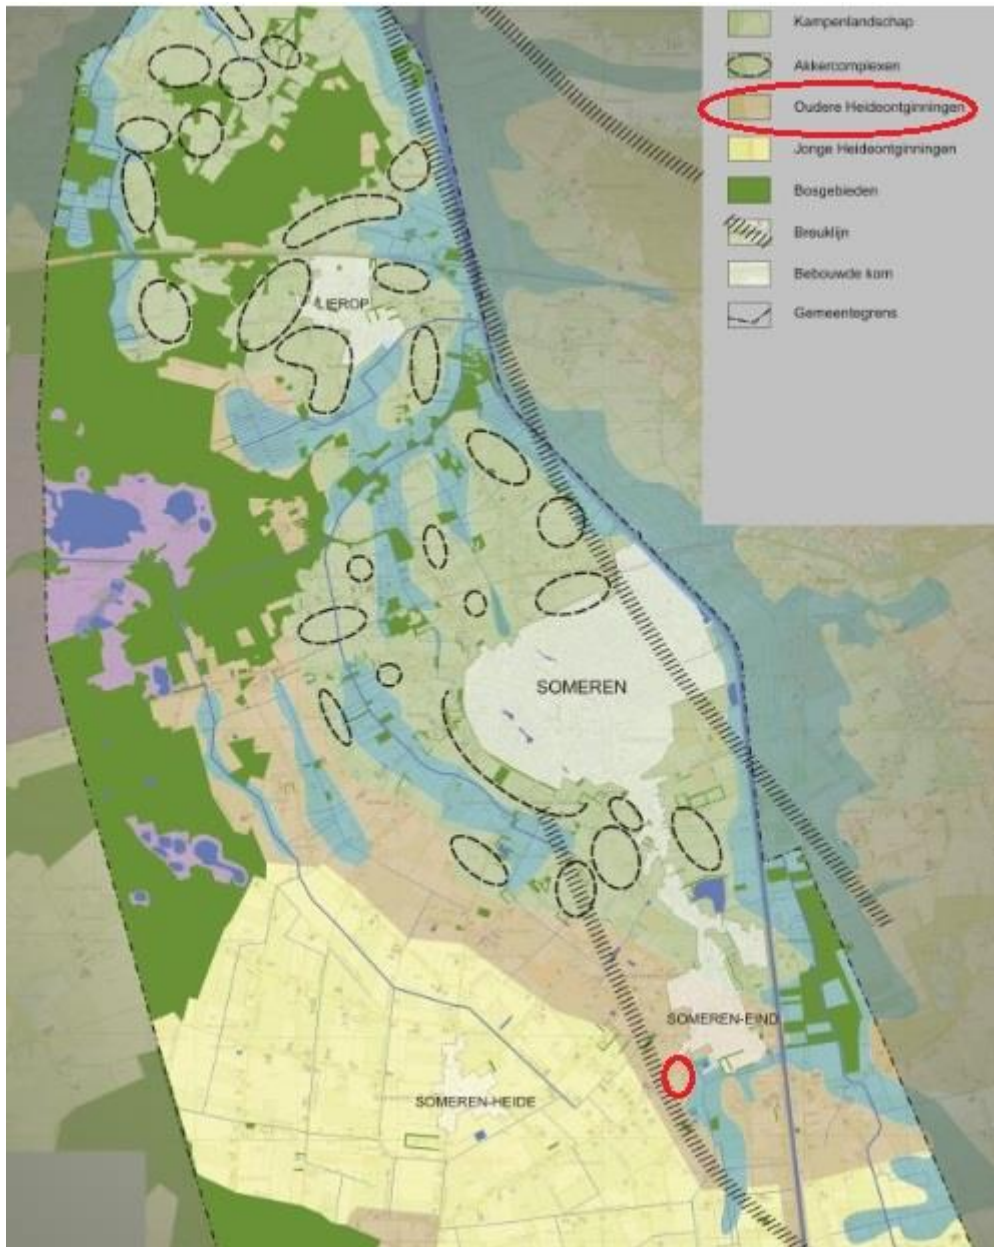 Kampenlandschap
Akkercomplexen
Oudere Heideontginningen
Jonge Heideontginningen
Bosgebieden
Breuklijn
Bebouwde kom
Gemeentegrens
LIEROP
SOMEREN
SOMEREN-EIND
SOMEREN-HEIDE